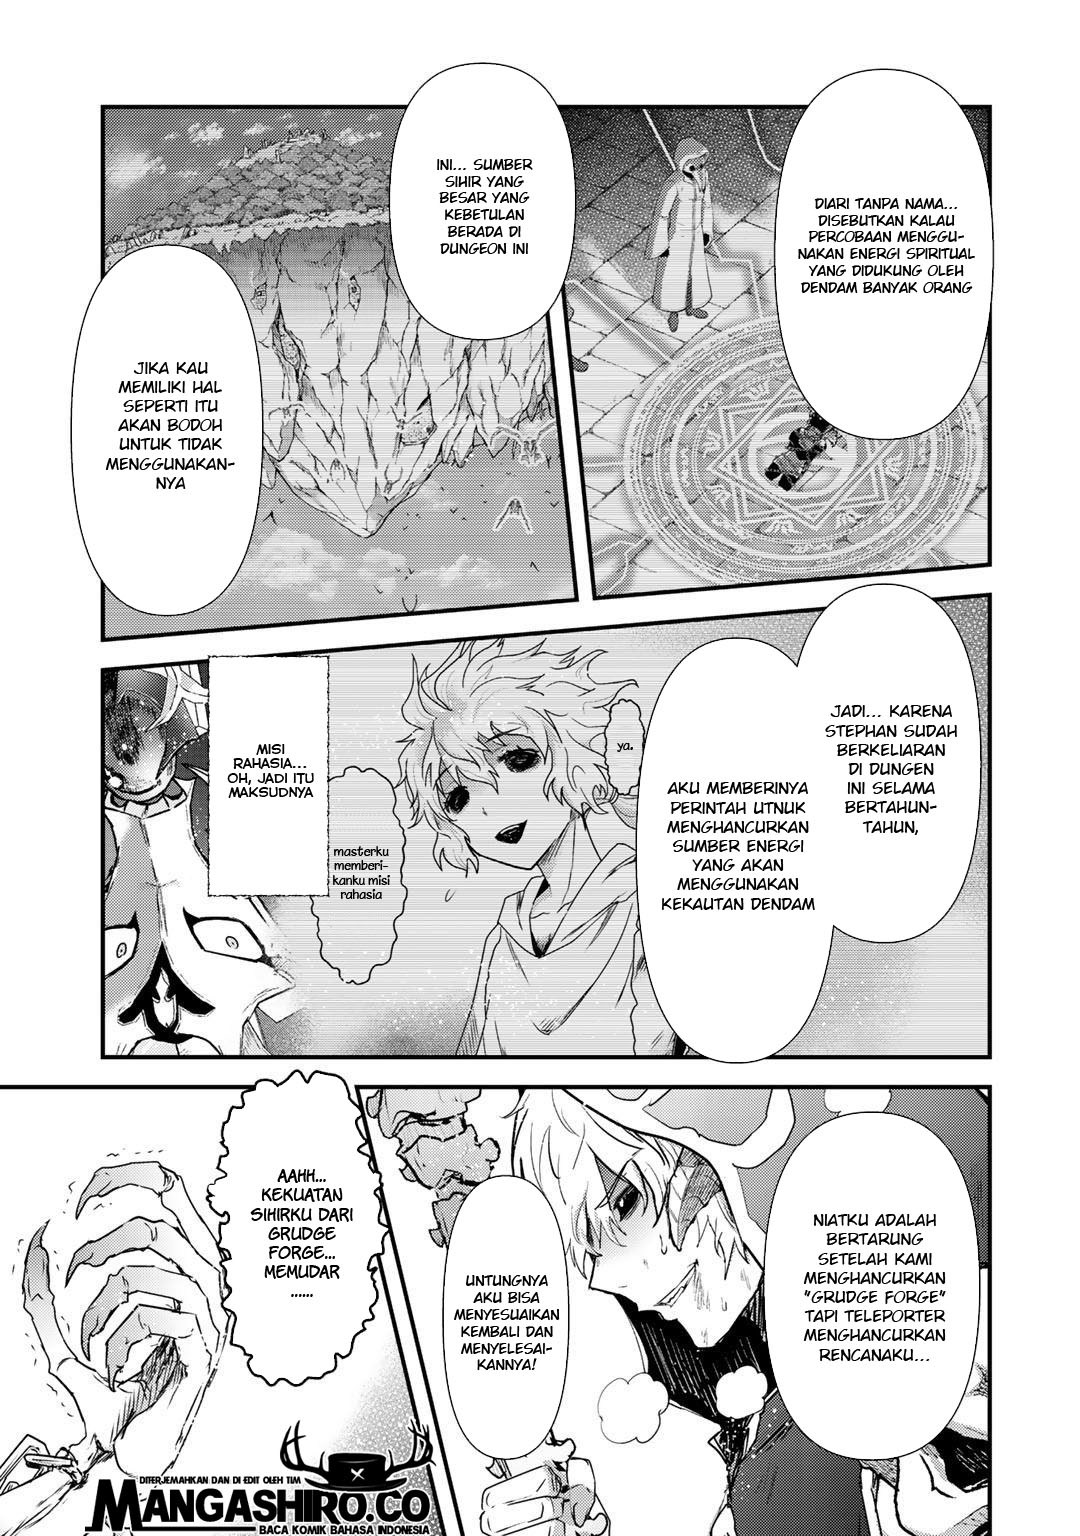 DIARI TANPA NAMA...
DISEBUTKAN KALAU
PERCOBAAN MENGGU-
NAKAN ENERGI SPIRITUAL
YANG DIDUKUNG OLEH
DENDAM BANYAK ORANG
INI... SUMBER
SIHIR YANG
BESAR YANG
KEBETULAN
BERADA DI
DUNGEON INI
JIKA KAU
MEMILIKI HAL
SEPERTI ITU
AKAN BODOH
UNTUK TIDAK
MENGGUNAKAN-
NYA
JADI... KARENA
STEPHAN SUDAH
BERKELIARAN
DI DUNGEN
INI SELAMA
BERTAHUN-
TAHUN,
AKU MEMBERINYA
PERINTAH UTNUK
MENGHANCURKAN
SUMBER ENERGI
YANG AKAN
MENGGUNAKAN
KEKAUTAN DENDAM
ya.
masterku
memberi-
kanku misi
rahasia
MISI
RAHASIA...
OH, JADI ITU
MAKSUDNYA
NIATKU ADALAH
BERTARUNG
SETELAH KAMI
MENGHANCURKAN
"GRUDGE FORGE"
TAPI TELEPORTER
MENGHANCURKAN
RENCANAKU...
UNTUNGNYA
AKU BISA
MENYESUAIKAN
KEMBALI DAN
MENYELESAI-
KANNYA!
AAHH...
KEKUATAN
SIHIRKU DARI
GRUDGE
FORGE...
MEMUDAR
......
DITERJEMAHKAN DAN DI EDIT OLEH TIM
MANGASHIRO.CO
BACA KOMIK BAHASA INDONESIA